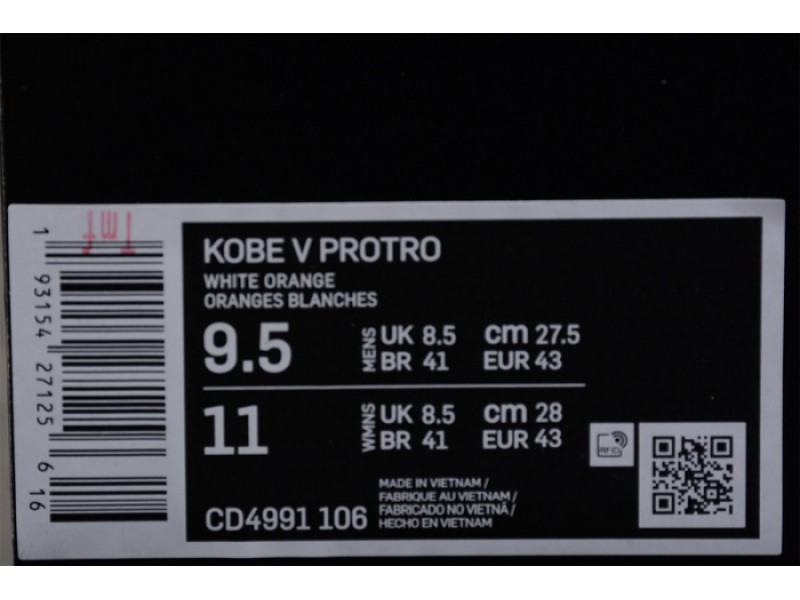 1 93154 27125 6 16
KOBE V PROTRO
WHITE ORANGE
ORANGES BLANCHES
9.5 MENS UK 8.5 cm 27.5
BR 41 EUR 43
11 WMNS UK 8.5 cm 28
BR 41 EUR 43
RFID
MADE IN VIETNAM /
FABRIQUE AU VIETNAM /
FABRICADO NO VIETNÃ /
HECHO EN VIETNAM
CD4991 106